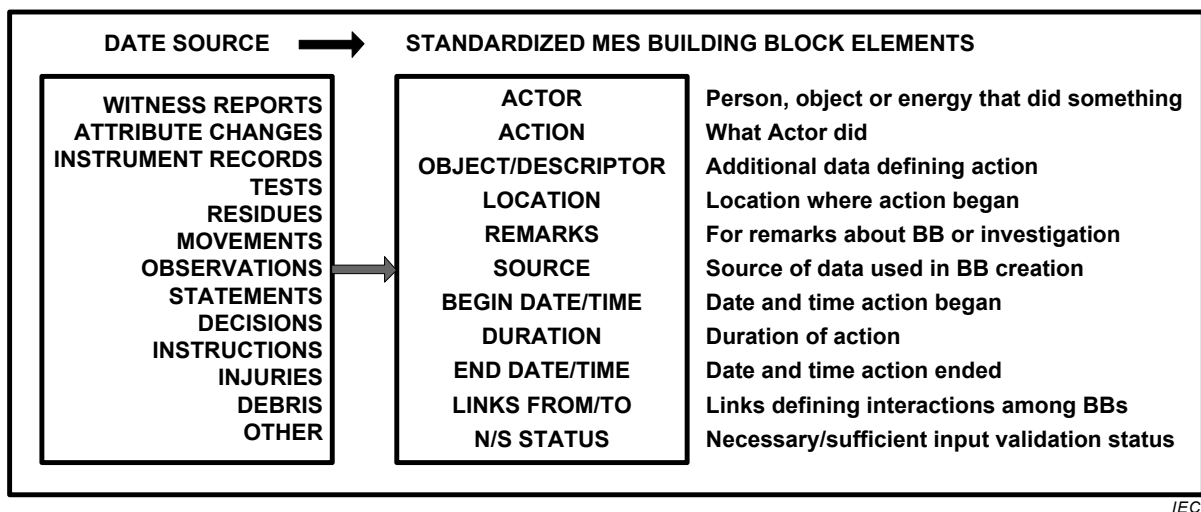 DATE SOURCE STANDARDIZED MES BUILDING BLOCK ELEMENTS
WITNESS REPORTS
ATTRIBUTE CHANGES
INSTRUMENT RECORDS
TESTS
RESIDUES
MOVEMENTS
OBSERVATIONS
STATEMENTS
DECISIONS
INSTRUCTIONS
INJURIES
DEBRIS
OTHER
ACTOR Person, object or energy that did something
ACTION What Actor did
OBJECT/DESCRIPTOR Additional data defining action
LOCATION Location where action began
REMARKS For remarks about BB or investigation
SOURCE Source of data used in BB creation
BEGIN DATE/TIME Date and time action began
DURATION Duration of action
END DATE/TIME Date and time action ended
LINKS FROM/TO Links defining interactions among BBs
N/S STATUS Necessary/sufficient input validation status
IEC